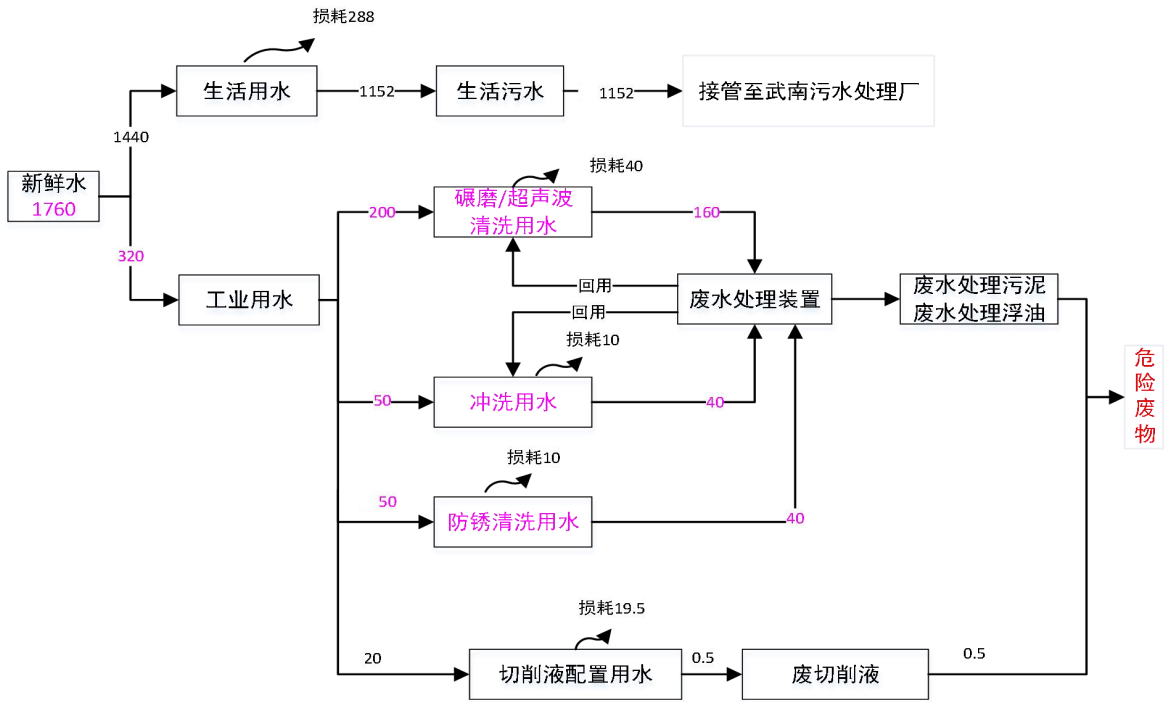 损耗288
生活用水
1152
生活污水
1152
接管至武南污水处理厂
1440
新鲜水
1760
320
工业用水
损耗40
200
碾磨/超声波
清洗用水
160
回用
废水处理装置
废水处理污泥
废水处理浮油
回用
损耗10
50
冲洗用水
40
危
险
废
物
损耗10
50
防锈清洗用水
40
损耗19.5
20
切削液配置用水
0.5
废切削液
0.5